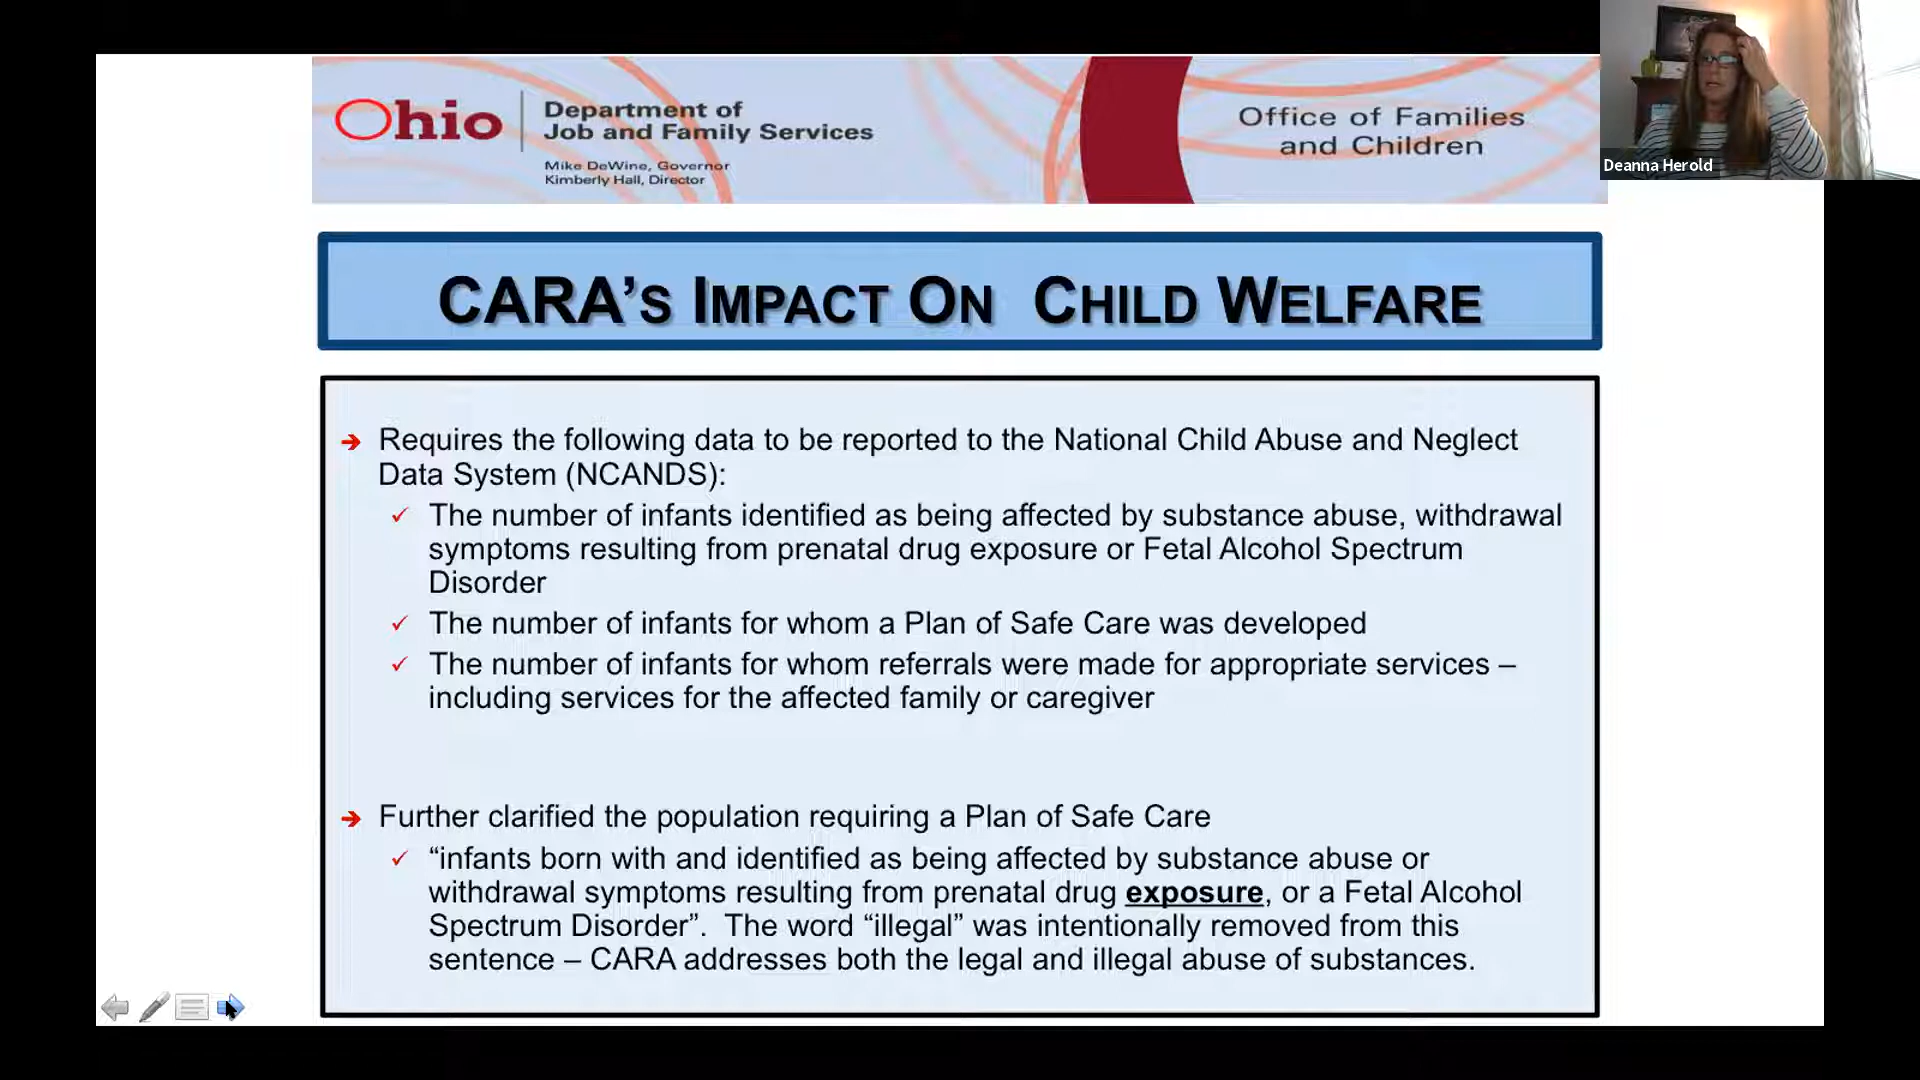 Ohio
Department of
Job and Family Services
Mike DeWine, Governor
Kimberly Hall, Director
Office of Families
and Children
Deanna Herold
CARA’s Impact On Child Welfare
Requires the following data to be reported to the National Child Abuse and Neglect
Data System (NCANDS):
The number of infants identified as being affected by substance abuse, withdrawal
symptoms resulting from prenatal drug exposure or Fetal Alcohol Spectrum
Disorder
The number of infants for whom a Plan of Safe Care was developed
The number of infants for whom referrals were made for appropriate services –
including services for the affected family or caregiver
Further clarified the population requiring a Plan of Safe Care
“infants born with and identified as being affected by substance abuse or
withdrawal symptoms resulting from prenatal drug exposure, or a Fetal Alcohol
Spectrum Disorder”. The word “illegal” was intentionally removed from this
sentence – CARA addresses both the legal and illegal abuse of substances.